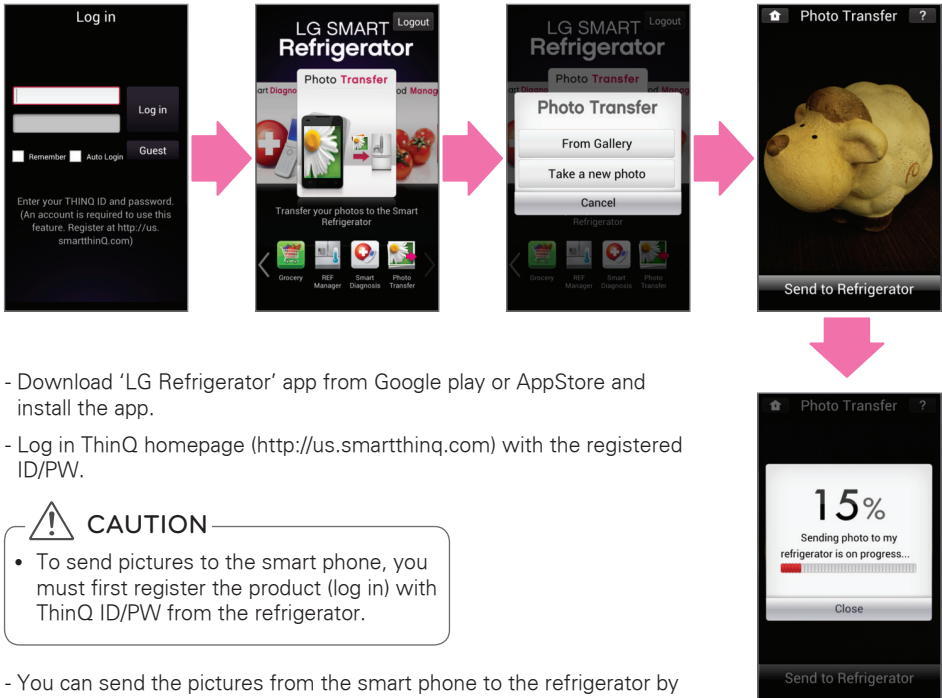 Log in
Log in
Remember
Auto Login
Guest
Enter your THINQ ID and password.
(An account is required to use this
feature. Register at http://us.
smartthinQ.com)
LG SMART
Logout
Refrigerator
Photo Transfer
art Diagno
od Manag
Transfer your photos to the Smart
Refrigerator
Grocery
REF
Manager
Smart
Diagnosis
Photo
Transfer
LG SMART
Logout
Refrigerator
Photo Transfer
art Diagno
od Manag
Photo Transfer
From Gallery
Take a new photo
Cancel
Refrigerator
Grocery
REF
Manager
Smart
Diagnosis
Photo
Transfer
Photo Transfer
?
Send to Refrigerator
- Download ‘LG Refrigerator’ app from Google play or AppStore and
install the app.
- Log in ThinQ homepage (http://us.smartthinq.com) with the registered
ID/PW.
CAUTION
• To send pictures to the smart phone, you
must first register the product (log in) with
ThinQ ID/PW from the refrigerator.
- You can send the pictures from the smart phone to the refrigerator by
Photo Transfer
?
15%
Sending photo to my
refrigerator is on progress...
Close
Send to Refrigerator